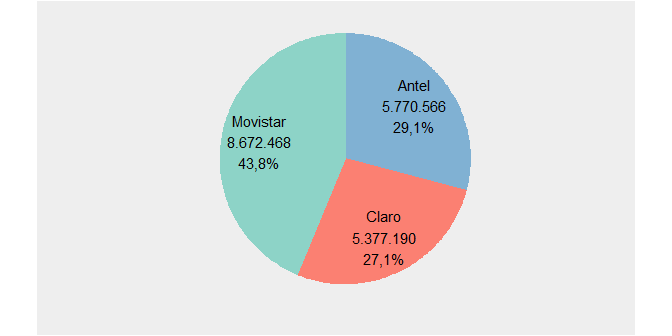 Antel
5.770.566
29,1%
Movistar
8.672.468
43,8%
Claro
5.377.190
27,1%